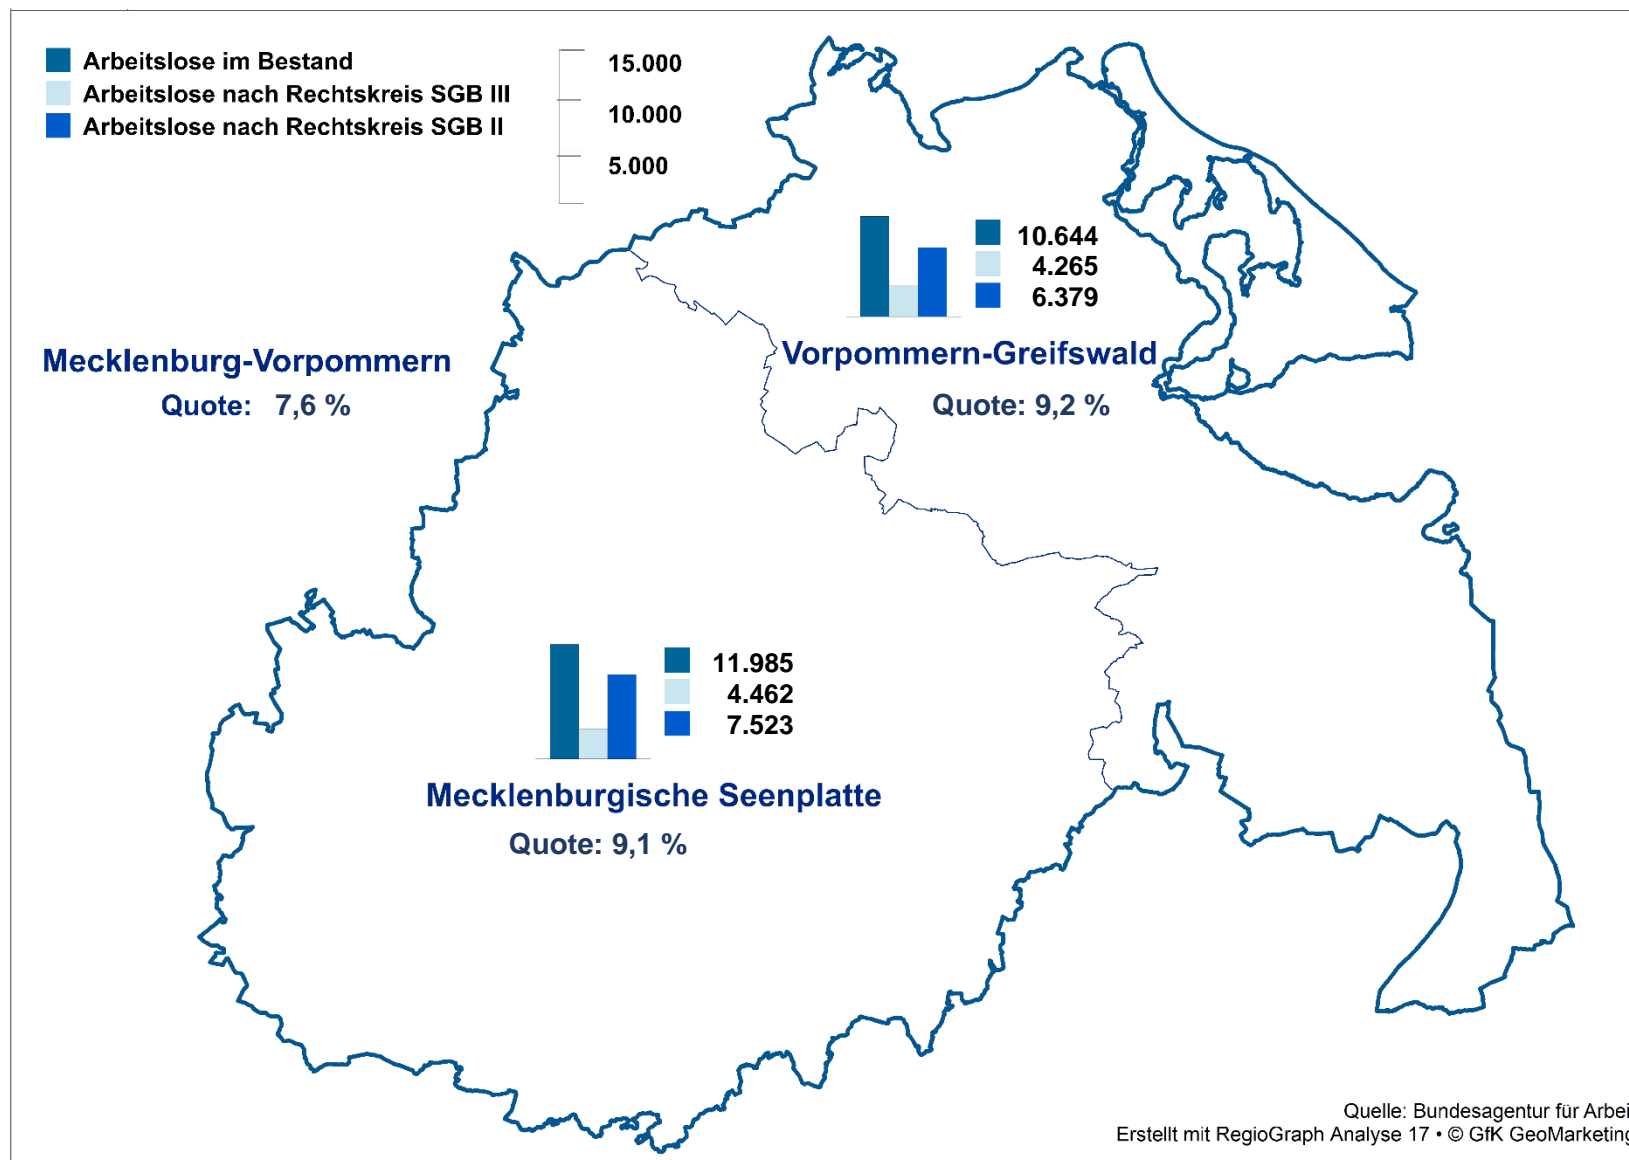 Arbeitslose im Bestand
Arbeitslose nach Rechtskreis SGB III
Arbeitslose nach Rechtskreis SGB II
15.000
10.000
5.000
10.644
4.265
6.379
Vorpommern-Greifswald
Quote: 9,2 %
Mecklenburg-Vorpommern
Quote: 7,6 %
11.985
4.462
7.523
Mecklenburgische Seenplatte
Quote: 9,1 %
Quelle: Bundesagentur für Arbei
Erstellt mit RegioGraph Analyse 17 • © GfK GeoMarketing